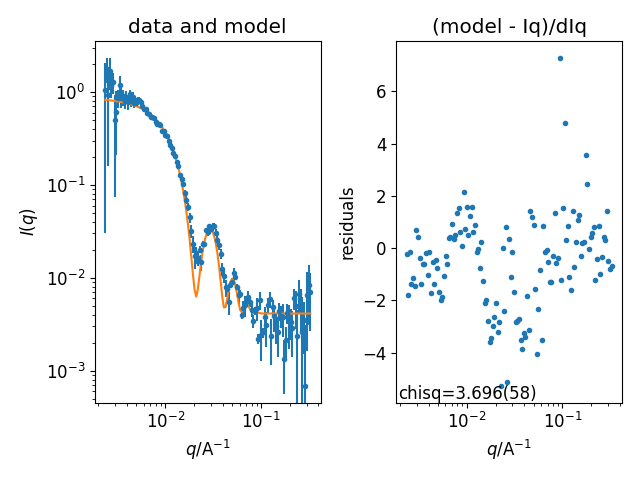 data and model
(model - Iq)/dIq
I(q)
10⁰
10⁻¹
10⁻²
10⁻³
10⁻²
10⁻¹
q/A⁻¹
residuals
6
4
2
0
−2
−4
chisq=3.696(58)
10⁻²
10⁻¹
q/A⁻¹